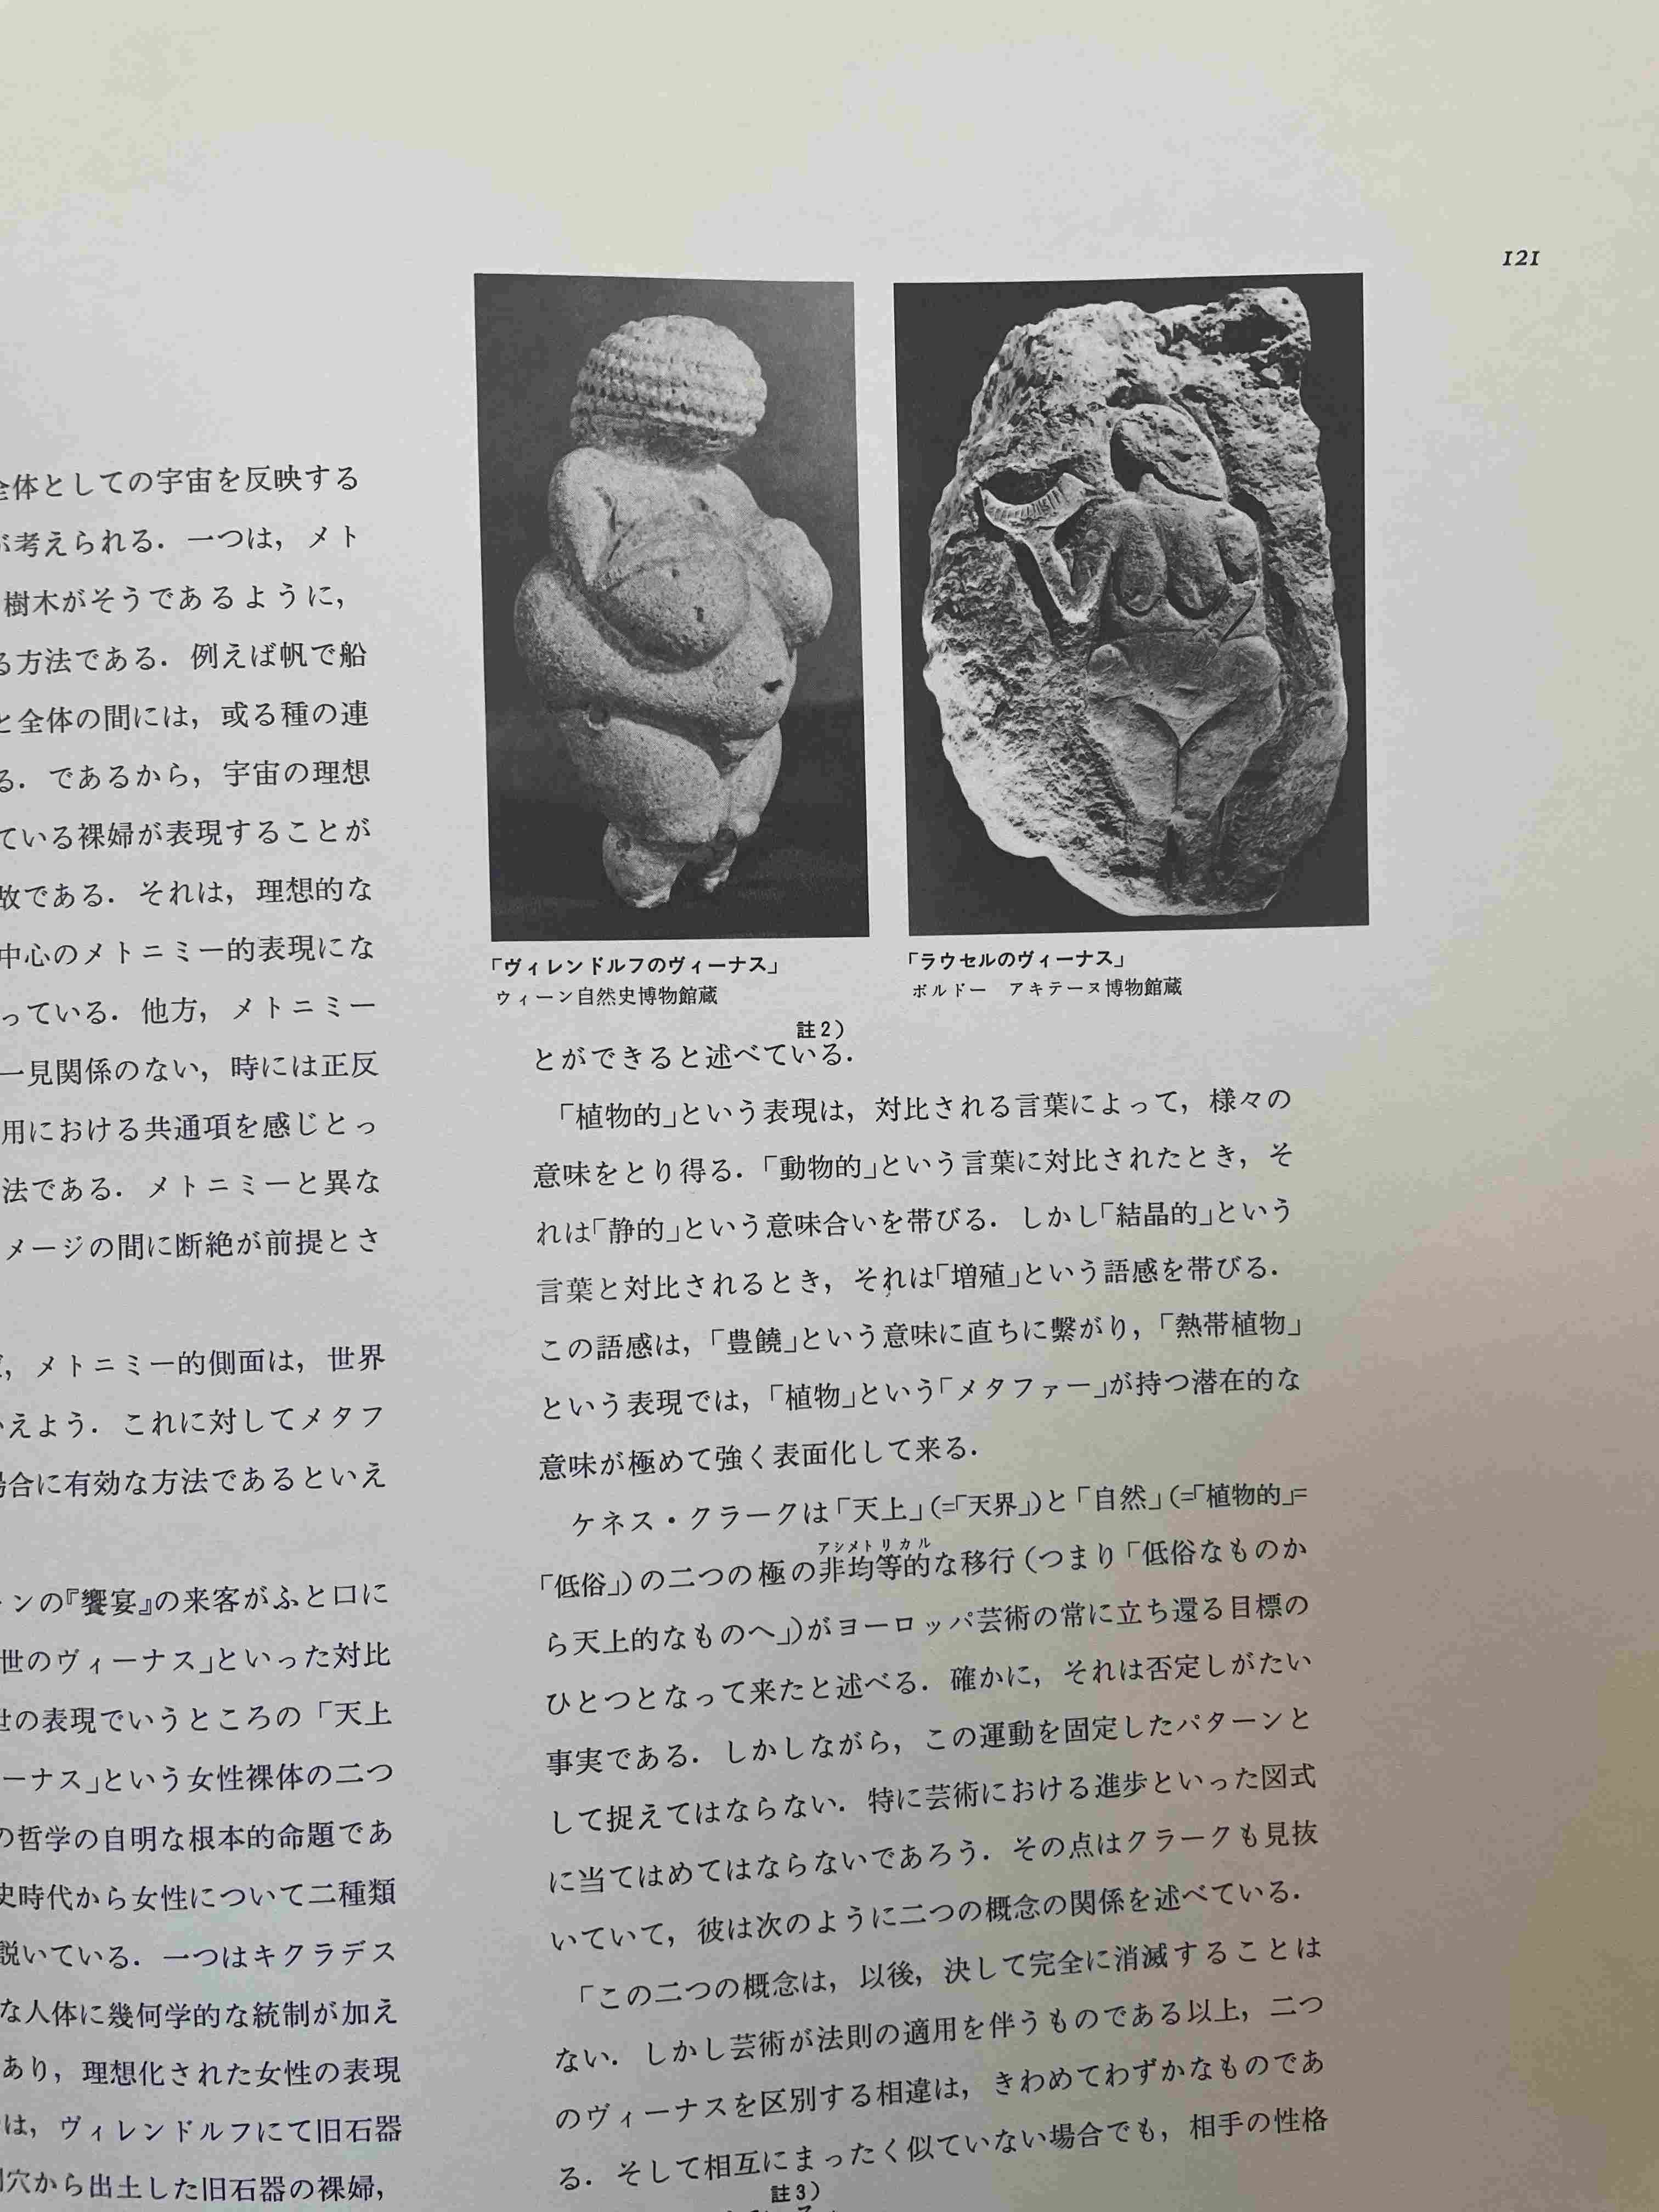 121
全体としての宇宙を反映する
が考えられる．一つは，メト
樹木がそうであるように，
る方法である．例えば帆で船
と全体の間には，或る種の連
る．であるから，宇宙の理想
ている裸婦が表現することが
故である．それは，理想的な
中心のメトニミー的表現にな
っている．他方，メトニミー
一見関係のない，時には正反
用における共通項を感じとっ
法である．メトニミーと異な
メージの間に断絶が前提とさ
，メトニミー的側面は，世界
いえよう．これに対してメタフ
場合に有効な方法であるといえ
ンの『饗宴』の来客がふと口に
世のヴィーナス」といった対比
世の表現でいうところの「天上
ーナス」という女性裸体の二つ
の哲学の自明な根本的命題であ
史時代から女性について二種類
説いている．一つはキクラデス
な人体に幾何学的な統制が加え
あり，理想化された女性の表現
は，ヴィレンドルフにて旧石器
穴から出土した旧石器の裸婦，
「ヴィレンドルフのヴィーナス」
ウィーン自然史博物館蔵
「ラウセルのヴィーナス」
ボルドー　アキテーヌ博物館蔵
註2）
とができると述べている．
「植物的」という表現は，対比される言葉によって，様々の
意味をとり得る．「動物的」という言葉に対比されたとき，そ
れは「静的」という意味合いを帯びる．しかし「結晶的」という
言葉と対比されるとき，それは「増殖」という語感を帯びる．
この語感は，「豊饒」という意味に直ちに繋がり，「熱帯植物」
という表現では，「植物」という「メタファー」が持つ潜在的な
意味が極めて強く表面化して来る．
ケネス・クラークは「天上」（=「天界」）と「自然」（=「植物的」=
アシメトリカル
「低俗」）の二つの極の非均等的な移行（つまり「低俗なものか
ら天上的なものへ」）がヨーロッパ芸術の常に立ち還る目標の
ひとつとなって来たと述べる．確かに，それは否定しがたい
事実である．しかしながら，この運動を固定したパターンと
して捉えてはならない．特に芸術における進歩といった図式
に当てはめてはならないであろう．その点はクラークも見抜
いていて，彼は次のように二つの概念の関係を述べている．
「この二つの概念は，以後，決して完全に消滅することは
ない．しかし芸術が法則の適用を伴うものである以上，二つ
のヴィーナスを区別する相違は，きわめてわずかなものであ
る．そして相互にまったく似ていない場合でも，相手の性格
註3）